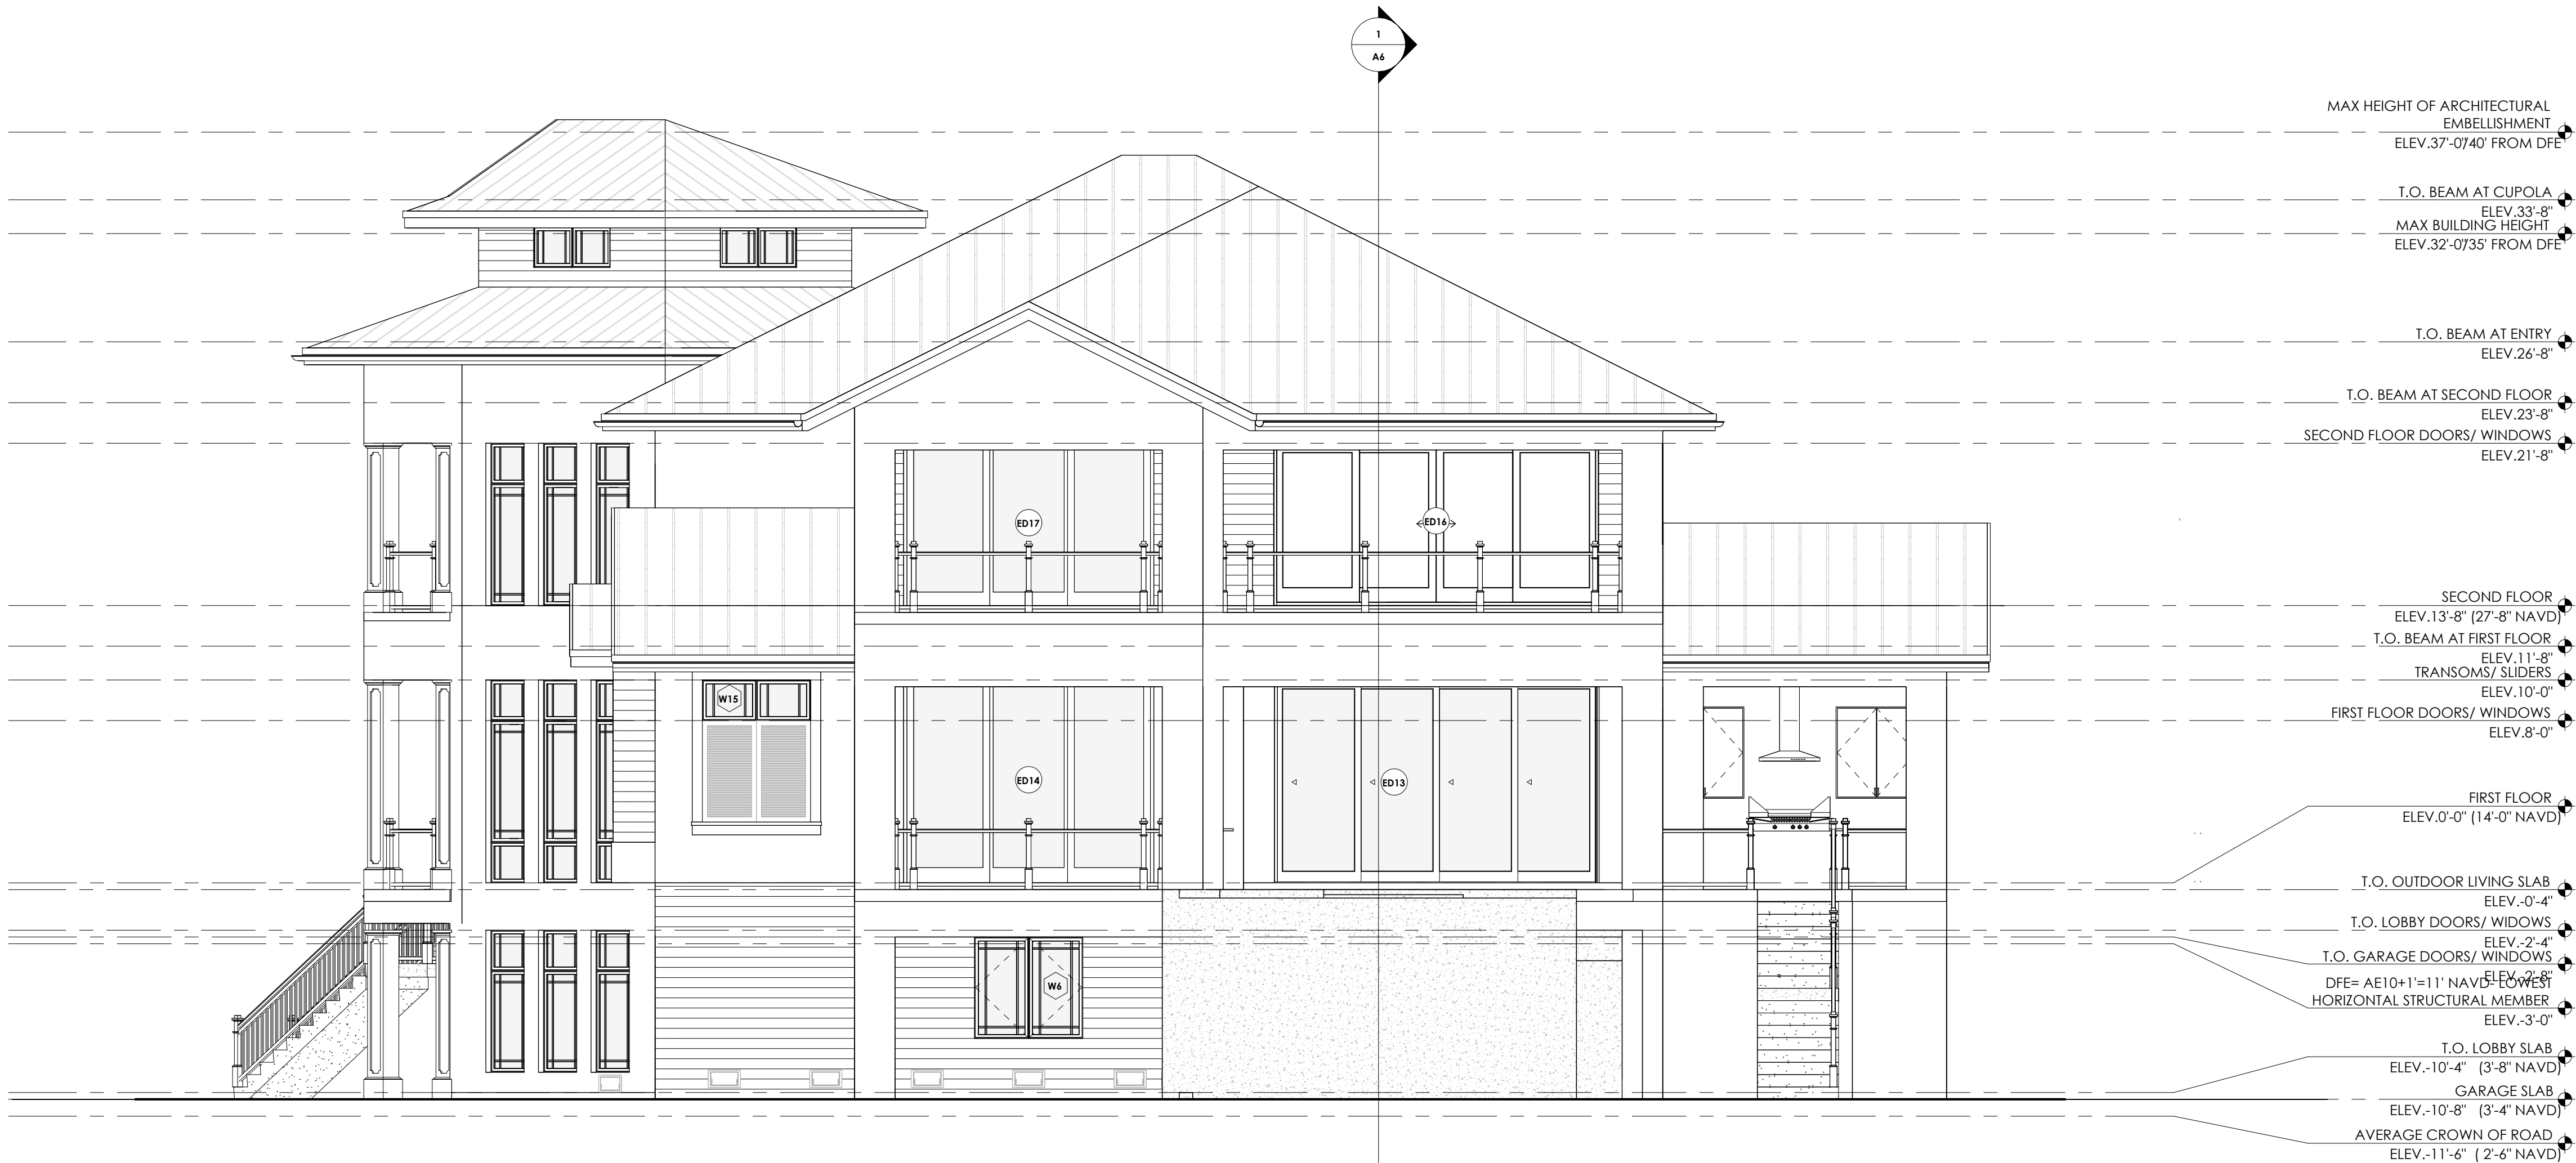 1
A6
MAX HEIGHT OF ARCHITECTURAL
EMBELLISHMENT
ELEV.37'-0"/40' FROM DFE
T.O. BEAM AT CUPOLA
ELEV.33'-8"
MAX BUILDING HEIGHT
ELEV.32'-0"/35' FROM DFE
T.O. BEAM AT ENTRY
ELEV.26'-8"
T.O. BEAM AT SECOND FLOOR
ELEV.23'-8"
SECOND FLOOR DOORS/ WINDOWS
ELEV.21'-8"
ED17
ED16
SECOND FLOOR
ELEV.13'-8" (27'-8" NAVD)
T.O. BEAM AT FIRST FLOOR
ELEV.11'-8"
TRANSOMS/ SLIDERS
ELEV.10'-0"
W15
FIRST FLOOR DOORS/ WINDOWS
ELEV.8'-0"
ED14
ED13
FIRST FLOOR
ELEV.0'-0" (14'-0" NAVD)
T.O. OUTDOOR LIVING SLAB
ELEV.-0'-4"
T.O. LOBBY DOORS/ WIDOWS
ELEV.-2'-4"
T.O. GARAGE DOORS/ WINDOWS
ELEV.-2'-8"
DFE= AE10+1'=11' NAVD- LOWEST
HORIZONTAL STRUCTURAL MEMBER
ELEV.-3'-0"
W6
T.O. LOBBY SLAB
ELEV.-10'-4" (3'-8" NAVD)
GARAGE SLAB
ELEV.-10'-8" (3'-4" NAVD)
AVERAGE CROWN OF ROAD
ELEV.-11'-6" ( 2'-6" NAVD)